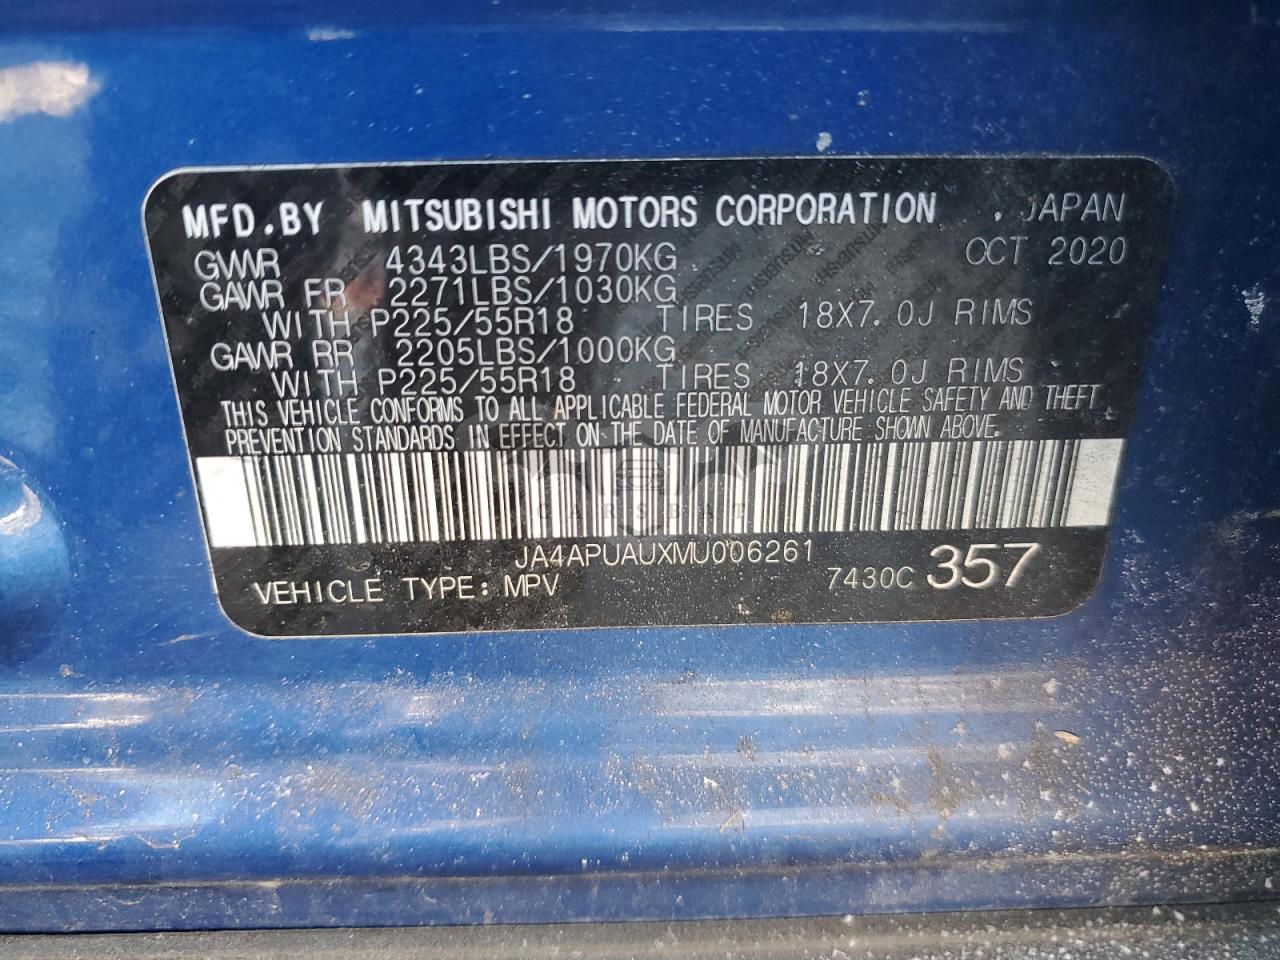 MFD.BY MITSUBISHI MOTORS CORPORATION JAPAN
GVWR 4343LBS/1970KG OCT 2020
GAWR FR 2271LBS/1030KG
WITH P225/55R18 TIRES 18X7.0J RIMS
GAWR RR 2205LBS/1000KG
WITH P225/55R18 TIRES 18X7.0J RIMS
THIS VEHICLE CONFORMS TO ALL APPLICABLE FEDERAL MOTOR VEHICLE SAFETY AND THEFT
PREVENTION STANDARDS IN EFFECT ON THE DATE OF MANUFACTURE SHOWN ABOVE.
CARSBAT
JA4APUAUXMU006261
VEHICLE TYPE: MPV 7430C 357